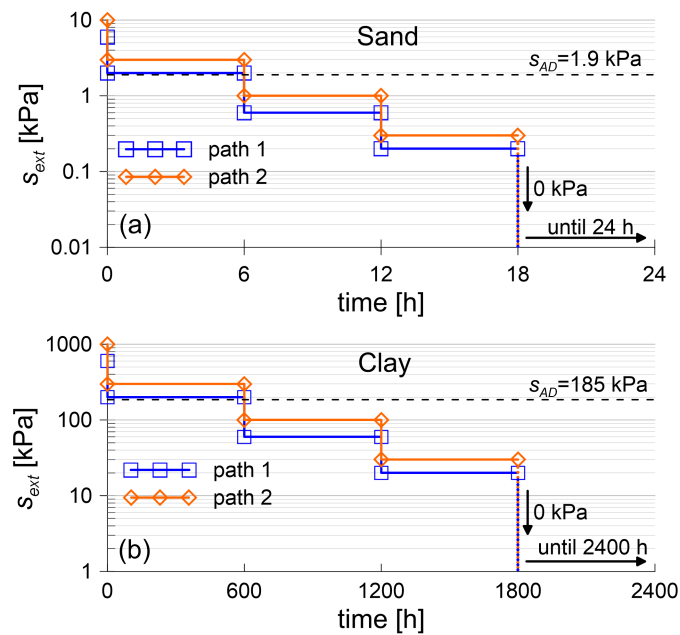 10
Sand
s_AD=1.9 kPa
1
s_ext [kPa]
path 1
0.1
path 2
0 kPa
(a)
until 24 h
0.01
0 6 12 18 24
time [h]
1000
Clay
s_AD=185 kPa
100
s_ext [kPa]
path 1
10
path 2
0 kPa
(b)
until 2400 h
1
0 600 1200 1800 2400
time [h]